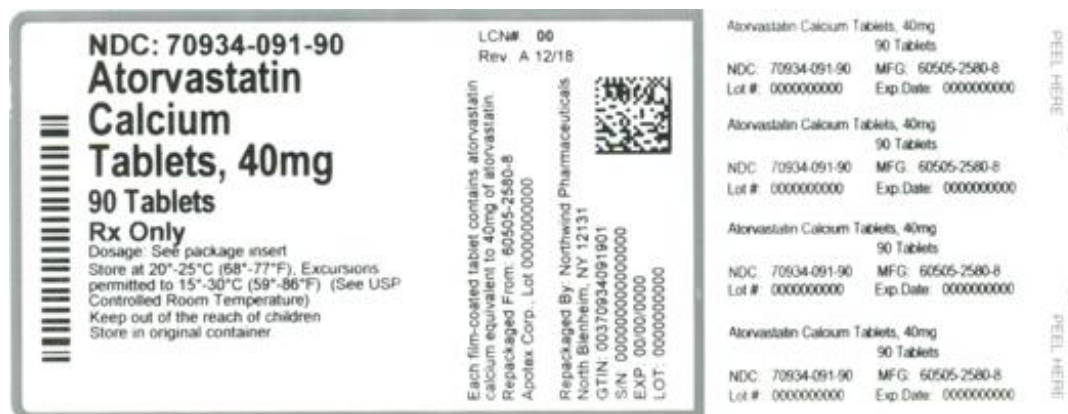 NDC: 70934-091-90
Atorvastatin
Calcium
Tablets, 40mg
90 Tablets
Rx Only
Dosage: See package insert
Store at 20°-25°C (68°-77°F), Excursions
permitted to 15°-30°C (59°-86°F) (See USP
Controlled Room Temperature)
Keep out of the reach of children
Store in original container
LCN# 00
Rev A 12/18
Each film-coated tablet contains atorvastatin
calcium equivalent to 40mg of atorvastatin.
Repackaged From: 60505-2580-8
Apotex Corp., Lot 0000000000
Repackaged By: Northwind Pharmaceuticals
North Blenheim, NY 12131
GTIN: 00370934091901
S/N: 00000000000000
EXP: 00/00/0000
LOT: 0000000000
Atorvastatin Calcium Tablets, 40mg
90 Tablets
NDC: 70934-091-90 MFG: 60505-2580-8
Lot #: 0000000000 Exp.Date: 0000000000
Atorvastatin Calcium Tablets, 40mg
90 Tablets
NDC: 70934-091-90 MFG: 60505-2580-8
Lot #: 0000000000 Exp.Date: 0000000000
Atorvastatin Calcium Tablets, 40mg
90 Tablets
NDC: 70934-091-90 MFG: 60505-2580-8
Lot #: 0000000000 Exp.Date: 0000000000
Atorvastatin Calcium Tablets, 40mg
90 Tablets
NDC: 70934-091-90 MFG: 60505-2580-8
Lot #: 0000000000 Exp.Date: 0000000000
PEEL HERE
PEEL HERE